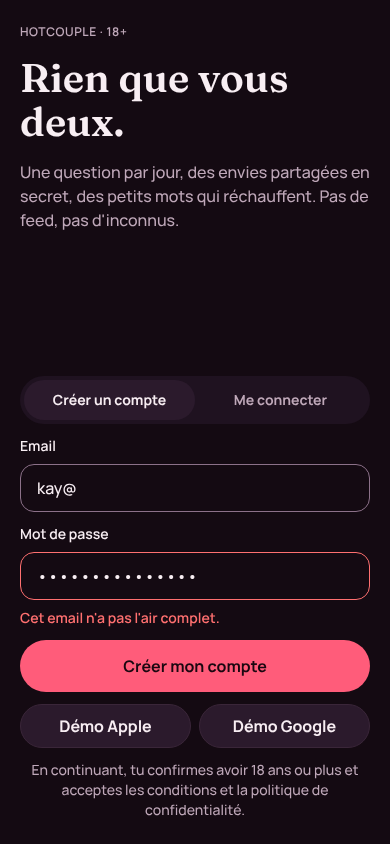 HOTCOUPLE · 18+
Rien que vous
deux.
Une question par jour, des envies partagées en
secret, des petits mots qui réchauffent. Pas de
feed, pas d'inconnus.
Créer un compte
Me connecter
Email
kay@
Mot de passe
•••••••••••••••
Cet email n'a pas l'air complet.
Créer mon compte
Démo Apple
Démo Google
En continuant, tu confirmes avoir 18 ans ou plus et
acceptes les conditions et la politique de
confidentialité.